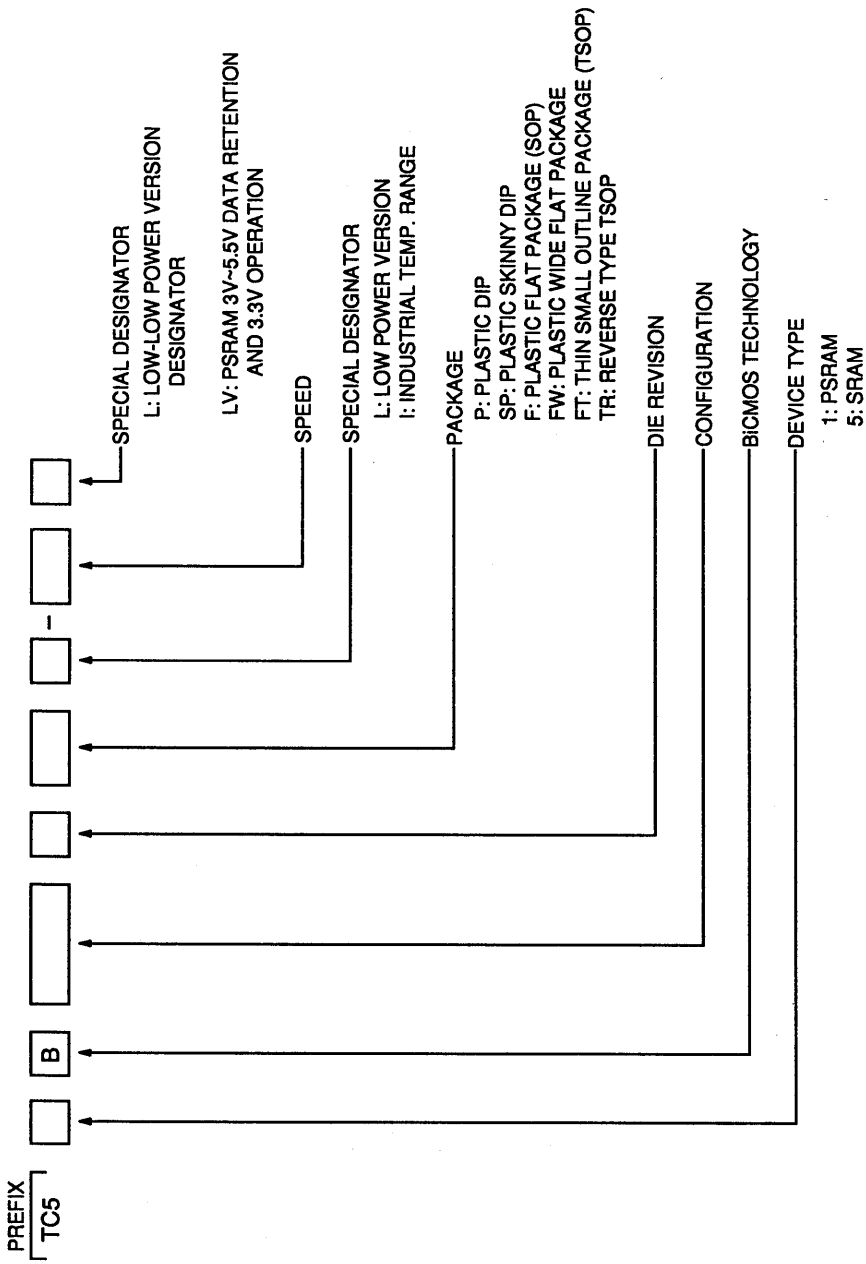 PREFIX
TC5
B
–
SPECIAL DESIGNATOR
L: LOW-LOW POWER VERSION
DESIGNATOR
LV: PSRAM 3V~5.5V DATA RETENTION
AND 3.3V OPERATION
SPEED
SPECIAL DESIGNATOR
L: LOW POWER VERSION
I: INDUSTRIAL TEMP. RANGE
PACKAGE
P: PLASTIC DIP
SP: PLASTIC SKINNY DIP
F: PLASTIC FLAT PACKAGE (SOP)
FW: PLASTIC WIDE FLAT PACKAGE
FT: THIN SMALL OUTLINE PACKAGE (TSOP)
TR: REVERSE TYPE TSOP
DIE REVISION
CONFIGURATION
BiCMOS TECHNOLOGY
DEVICE TYPE
1: PSRAM
5: SRAM